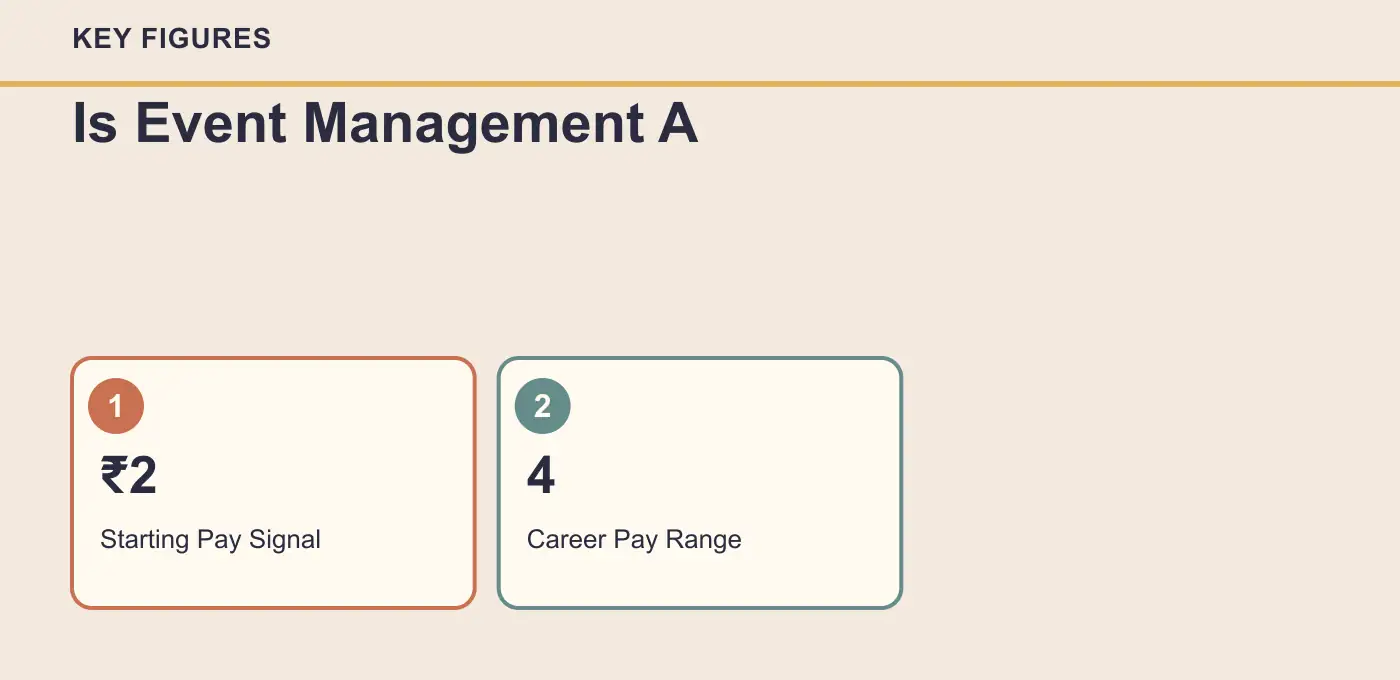 KEY FIGURES
Is Event Management A
1
₹2
Starting Pay Signal
2
4
Career Pay Range